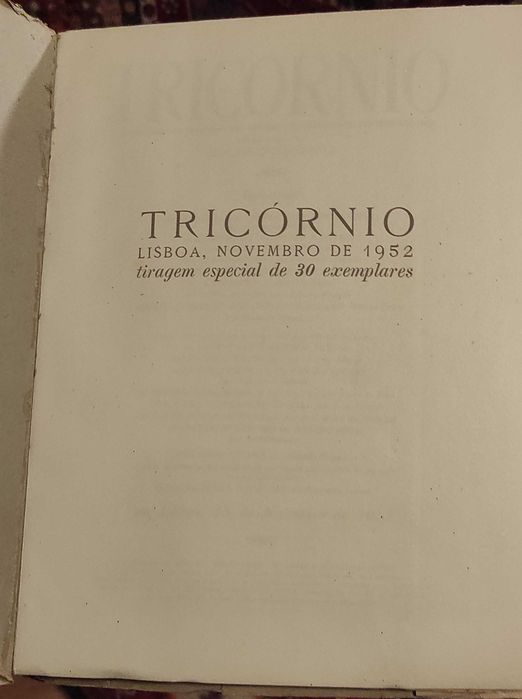 TRICÓRNIO
LISBOA, NOVEMBRO DE 1952
tiragem especial de 30 exemplares